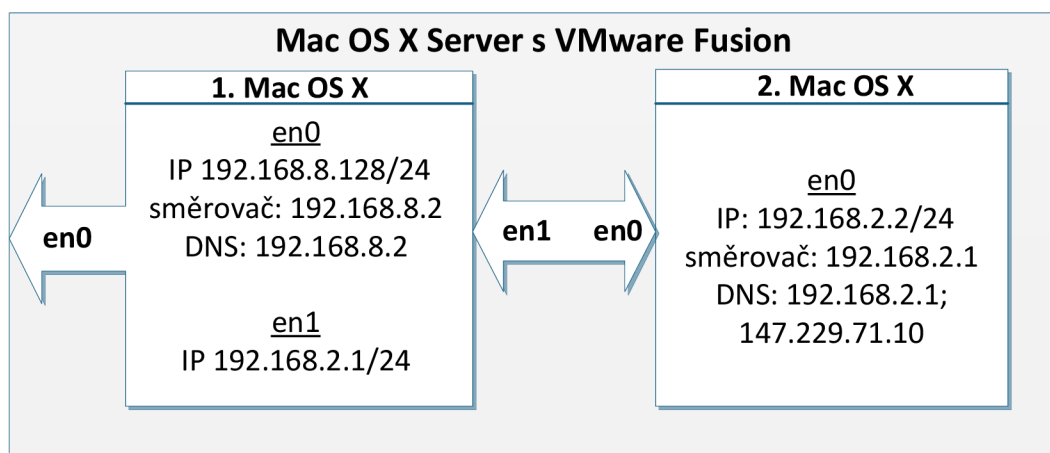 Mac OS X Server s VMware Fusion
1. Mac OS X
en0
IP 192.168.8.128/24
směrovač: 192.168.8.2
DNS: 192.168.8.2
en1
IP 192.168.2.1/24
en0
en1
en0
2. Mac OS X
en0
IP: 192.168.2.2/24
směrovač: 192.168.2.1
DNS: 192.168.2.1;
147.229.71.10